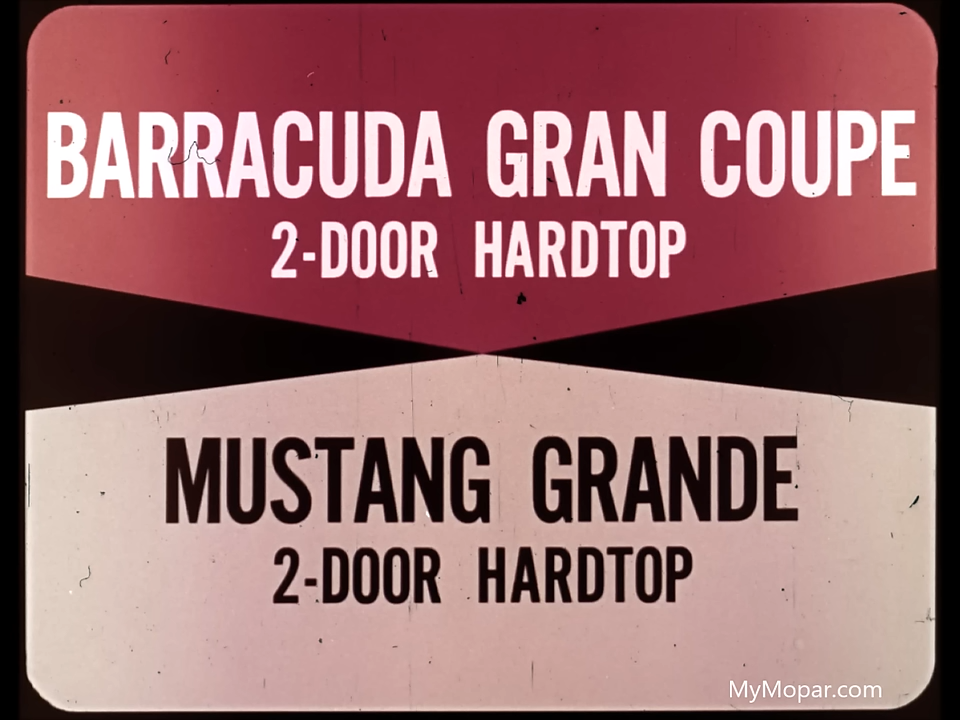 BARRACUDA GRAN COUPE
2-DOOR HARDTOP
MUSTANG GRANDE
2-DOOR HARDTOP
MyMopar.com